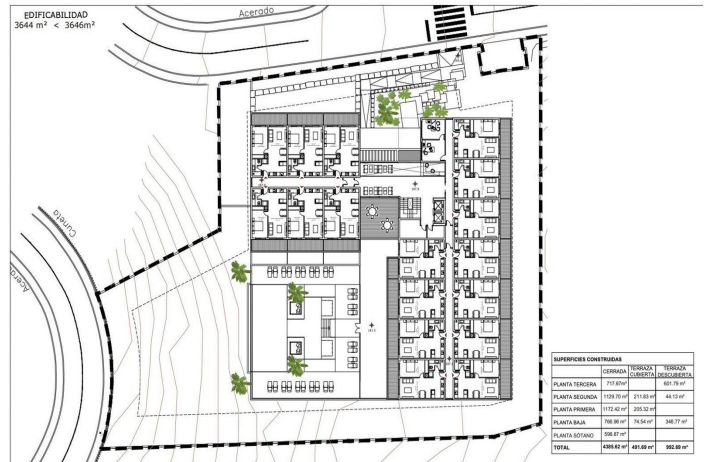 EDIFICABILIDAD
3644 m² < 3646m²
Acerado
Cuneta
SUPERFICIES CONSTRUIDAS
CERRADA TERRAZA CUBIERTA TERRAZA DESCUBIERTA
PLANTA TERCERA 717.67m² 601.79 m²
PLANTA SEGUNDA 1129.70 m² 211.83 m² 44.13 m²
PLANTA PRIMERA 1172.42 m² 205.32 m²
PLANTA BAJA 766.96 m² 74.54 m² 346.77 m²
PLANTA SÓTANO 598.87 m²
TOTAL 4385.62 m² 491.69 m² 992.69 m²